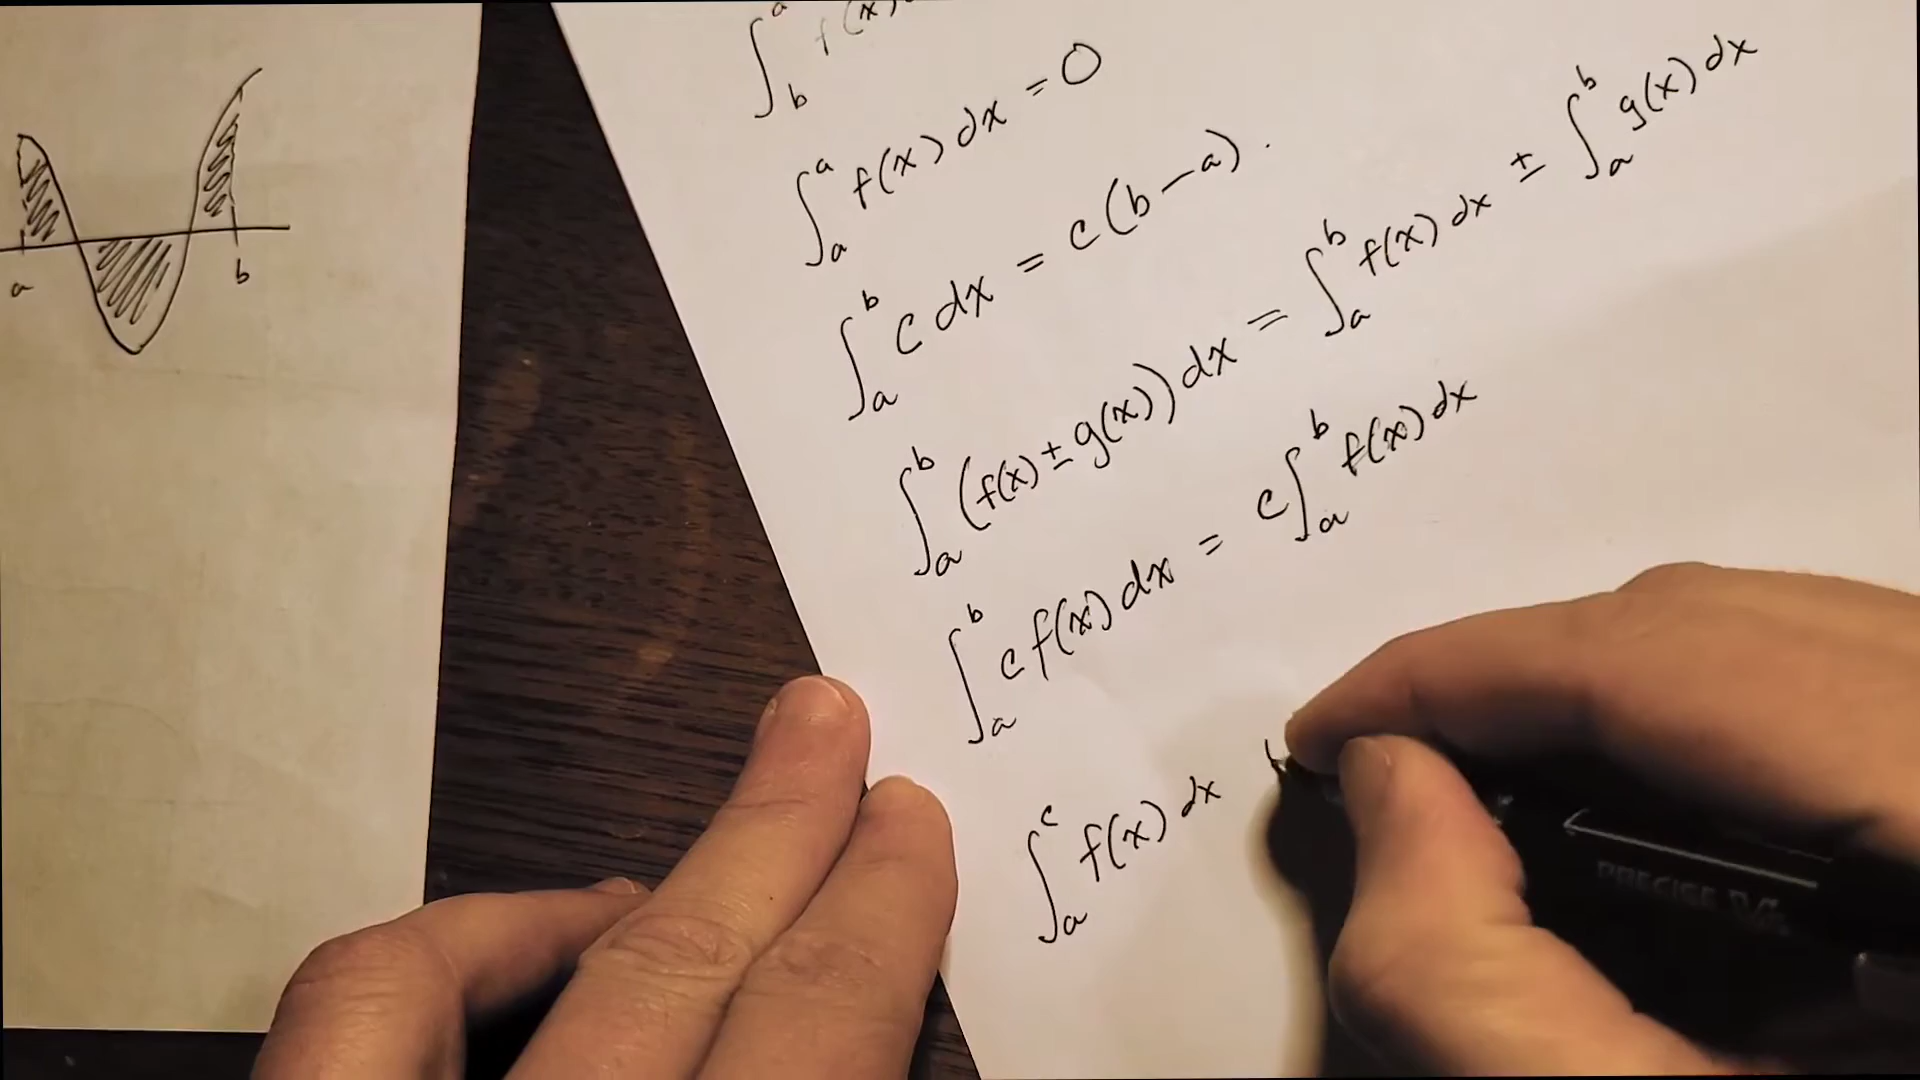 a b
∫_b^a f(x)
∫_a^a f(x) dx = 0
∫_a^b c dx = c(b-a).
∫_a^b (f(x) ± g(x)) dx = ∫_a^b f(x) dx ± ∫_a^b g(x) dx
∫_a^b c f(x) dx = c ∫_a^b f(x) dx
∫_a^c f(x) dx
PRECISE V5